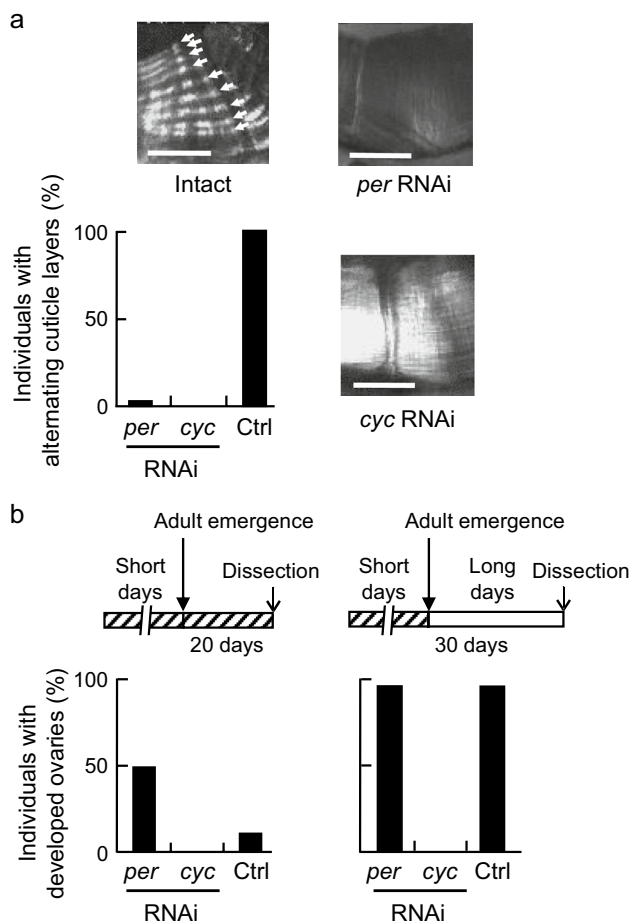 a
Intact
per RNAi
Individuals with
alternating cuticle layers (%)
100
50
0
per cyc Ctrl
RNAi
cyc RNAi
b
Adult emergence
Short
days
Dissection
20 days
Adult emergence
Short
days
Long
days
Dissection
30 days
Individuals with
developed ovaries (%)
100
50
0
per cyc Ctrl
RNAi
per cyc Ctrl
RNAi